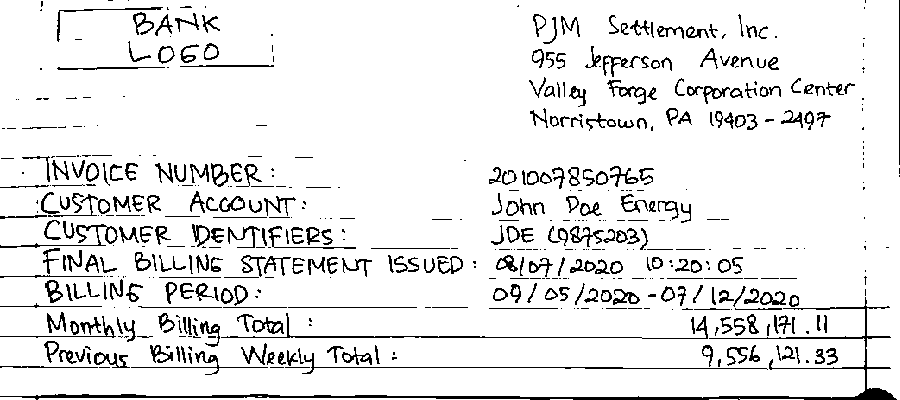 BANK
LOGO
PJM Settlement, Inc.
955 Jefferson Avenue
Valley Forge Corporation Center
Norristown, PA 19403-2497
INVOICE NUMBER: 201007850765
CUSTOMER ACCOUNT: John Doe Energy
CUSTOMER IDENTIFIERS: JDE (9875203)
FINAL BILLING STATEMENT ISSUED: 08/07/2020 10:20:05
BILLING PERIOD: 09/05/2020-07/12/2020
Monthly Billing Total: 14,558,171.11
Previous Billing Weekly Total: 9,556,121.33